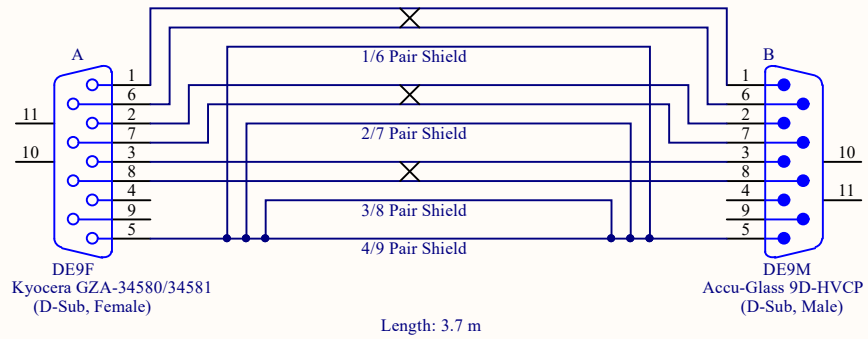 A
B
1/6 Pair Shield
1
1
6
6
11
2
2
2/7 Pair Shield
7
7
10
3
3
10
8
8
11
4
4
3/8 Pair Shield
9
9
5
5
4/9 Pair Shield
DE9F
DE9M
Kyocera GZA-34580/34581
Accu-Glass 9D-HVCP
(D-Sub, Female)
(D-Sub, Male)
Length: 3.7 m